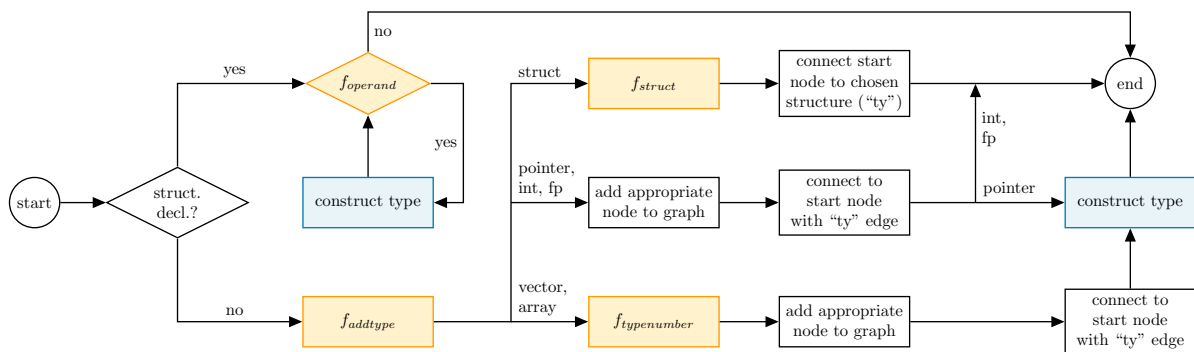 no
yes
f_operand
struct
f_struct
connect start
node to chosen
structure (“ty”)
end
int,
fp
yes
start
struct.
decl.?
construct type
pointer,
int, fp
add appropriate
node to graph
connect to
start node
with “ty” edge
pointer
construct type
no
f_addtype
vector,
array
f_typenumber
add appropriate
node to graph
connect to
start node
with “ty” edge